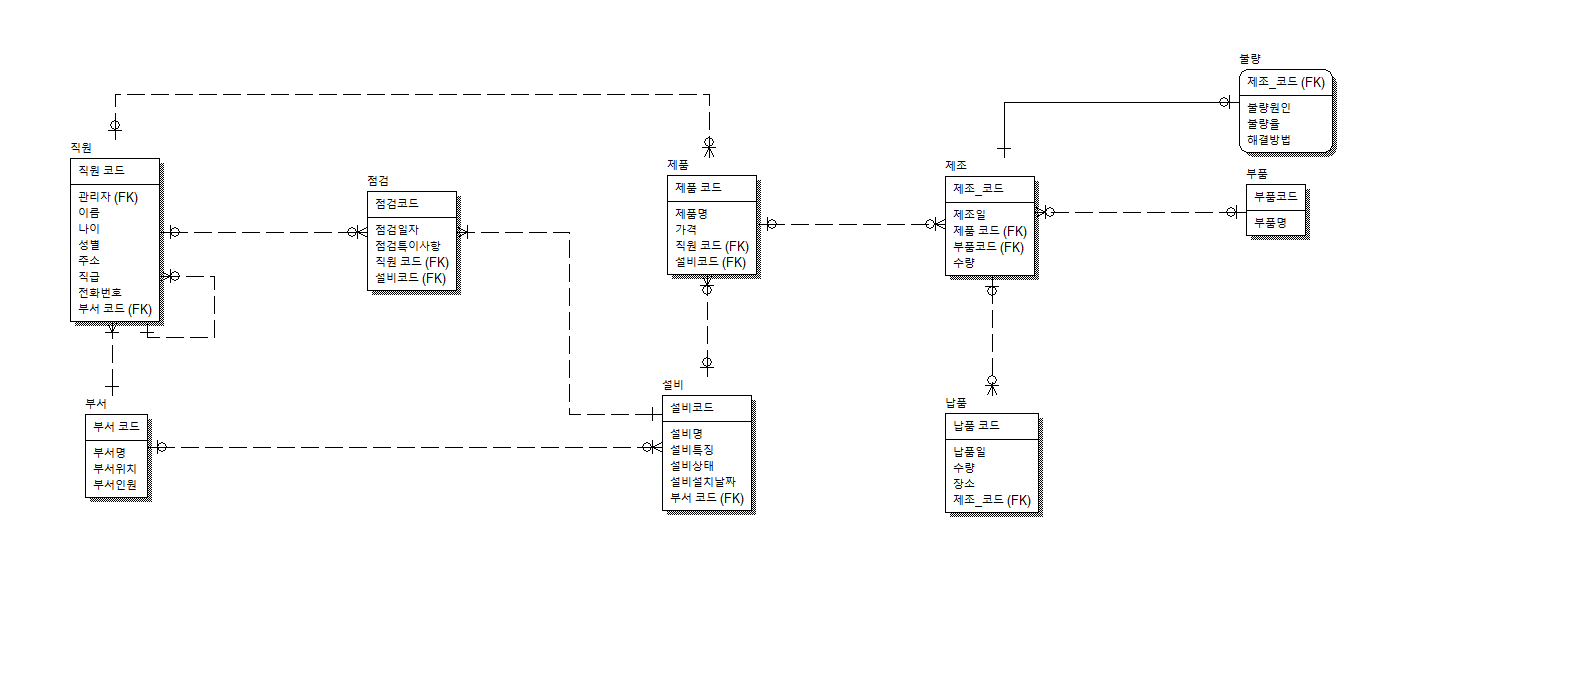 불량
제조_코드 (FK)
불량원인
불량율
해결방법
직원
직원 코드
관리자 (FK)
이름
나이
성별
주소
직급
전화번호
부서 코드 (FK)
점검
점검코드
점검일자
점검특이사항
직원 코드 (FK)
설비코드 (FK)
제품
제품 코드
제품명
가격
직원 코드 (FK)
설비코드 (FK)
제조
제조_코드
제조일
제품 코드 (FK)
부품코드 (FK)
수량
부품
부품코드
부품명
부서
부서 코드
부서명
부서위치
부서인원
설비
설비코드
설비명
설비특징
설비상태
설비설치날짜
부서 코드 (FK)
납품
납품 코드
납품일
수량
장소
제조_코드 (FK)